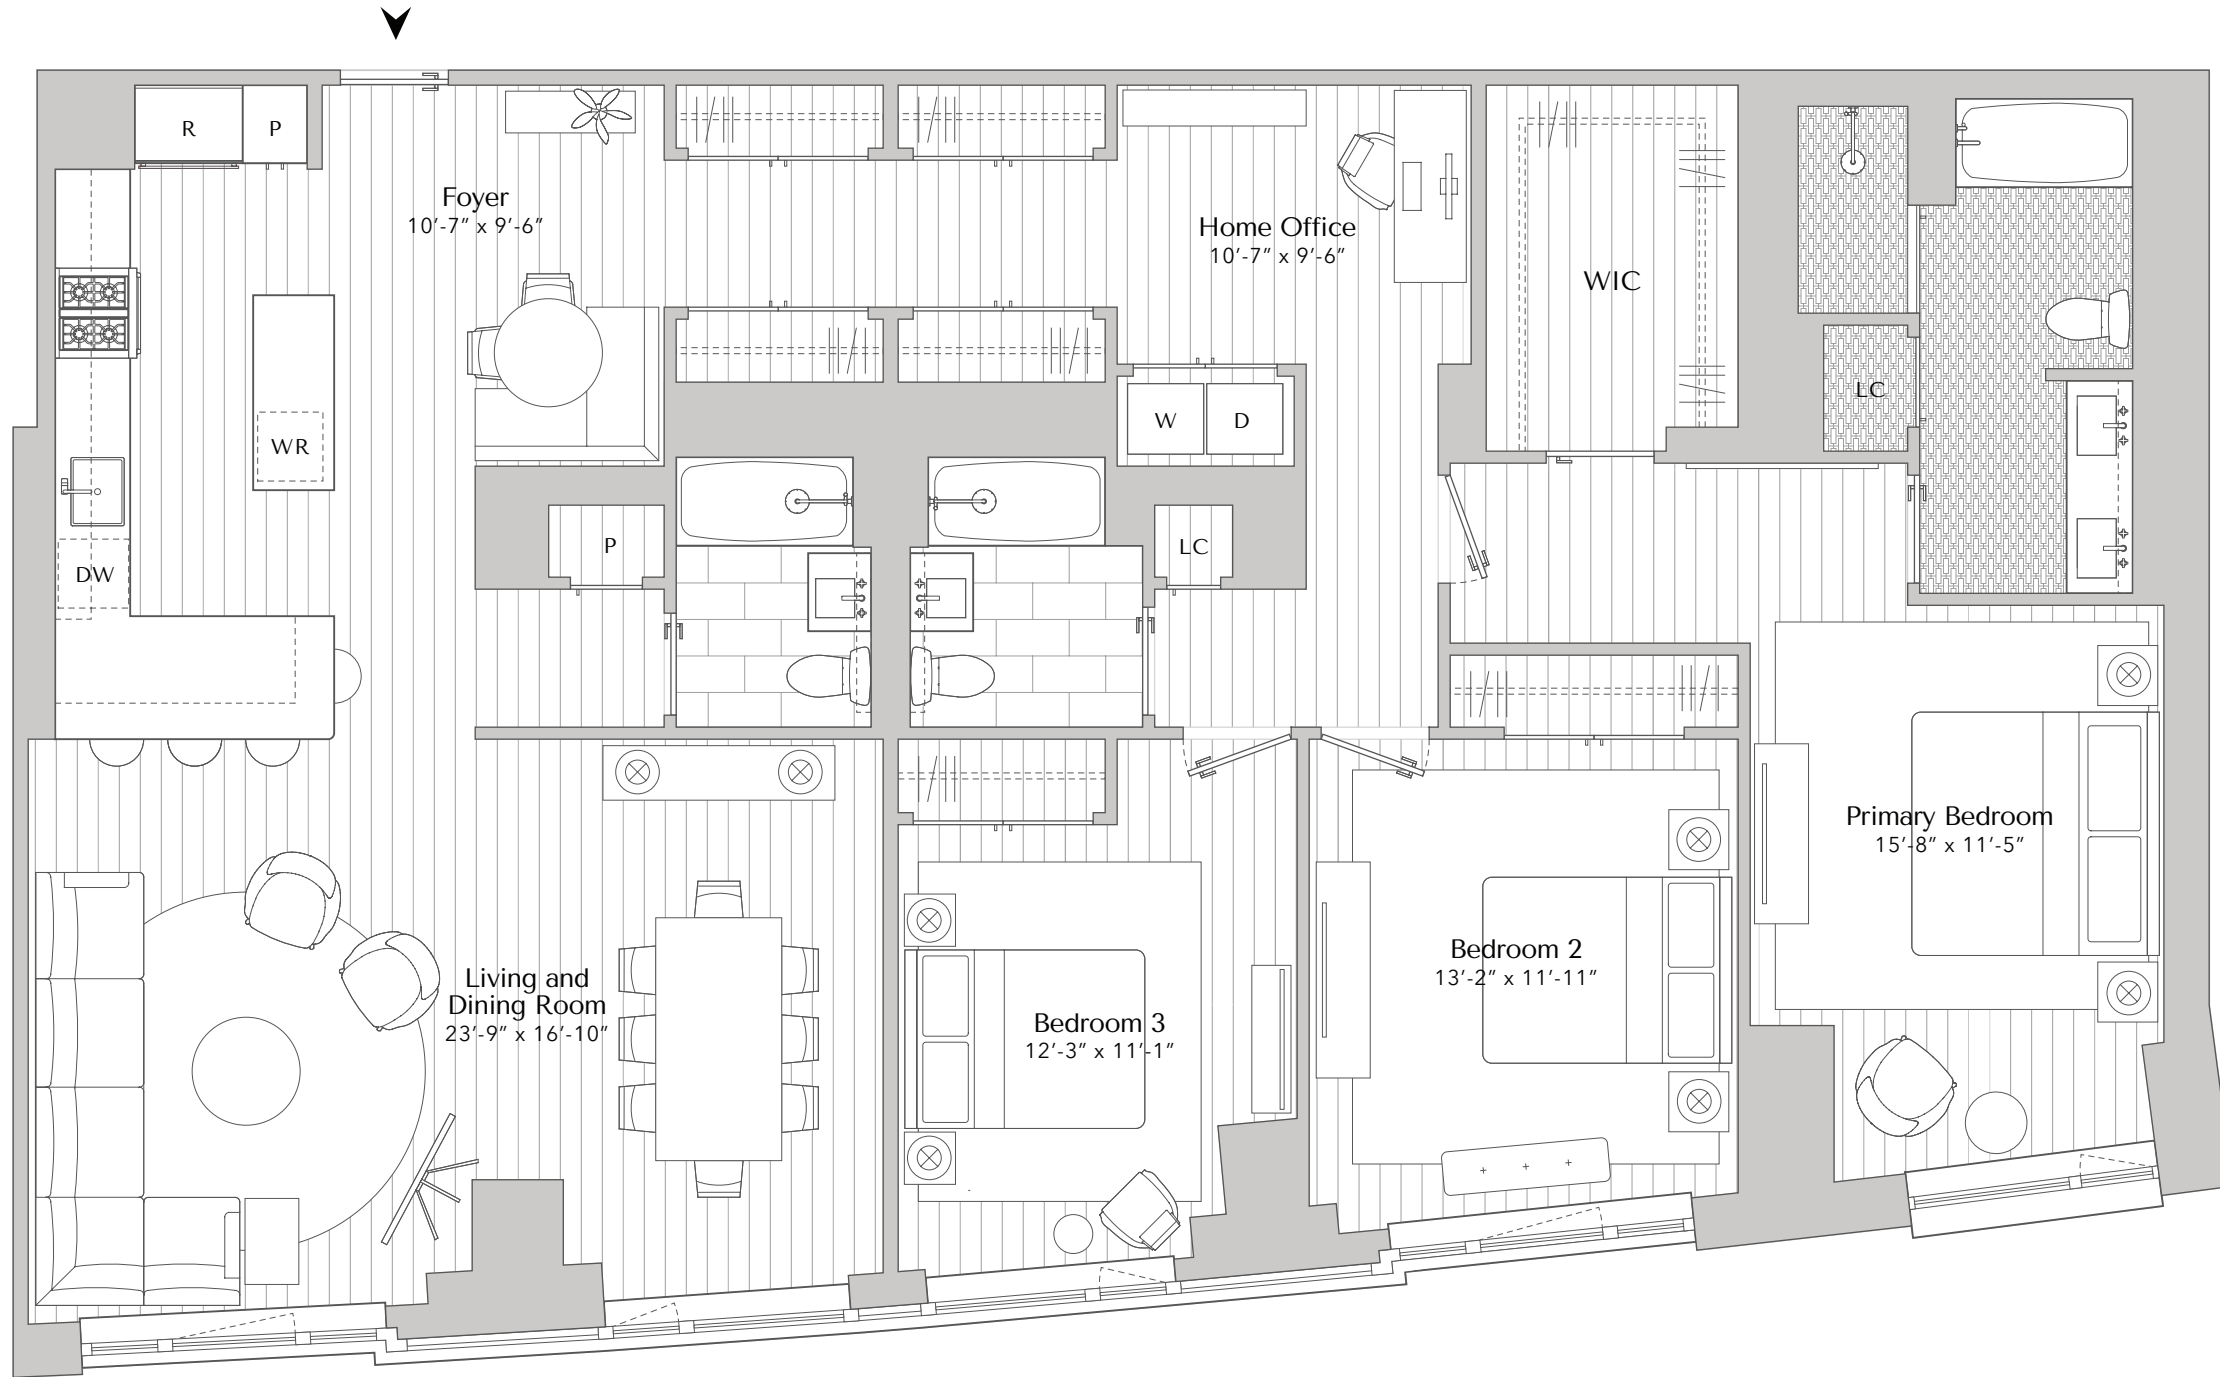 R
P
Foyer
10'-7" x 9'-6"
Home Office
10'-7" x 9'-6"
WIC
LC
WR
W
D
P
LC
DW
Primary Bedroom
15'-8" x 11'-5"
Bedroom 2
13'-2" x 11'-11"
Living and
Dining Room
23'-9" x 16'-10"
Bedroom 3
12'-3" x 11'-1"